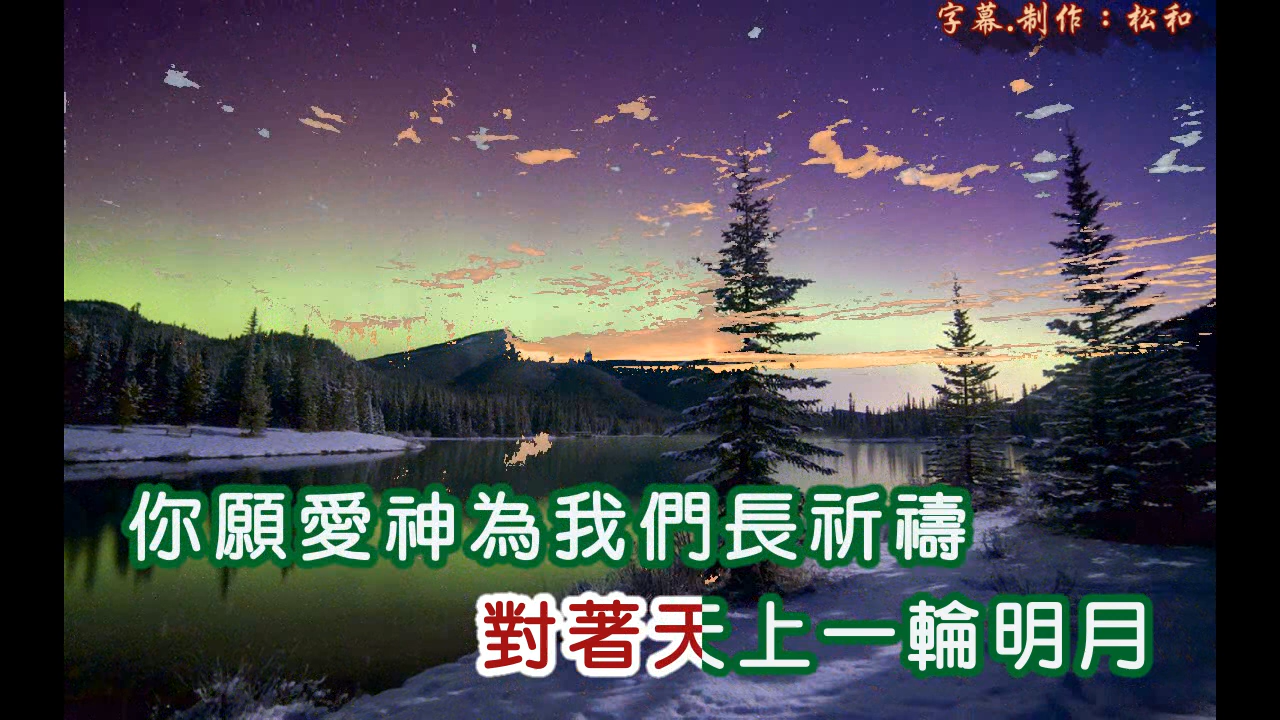 字幕.制作：松和
你願愛神為我們長祈禱
對著天上一輪明月